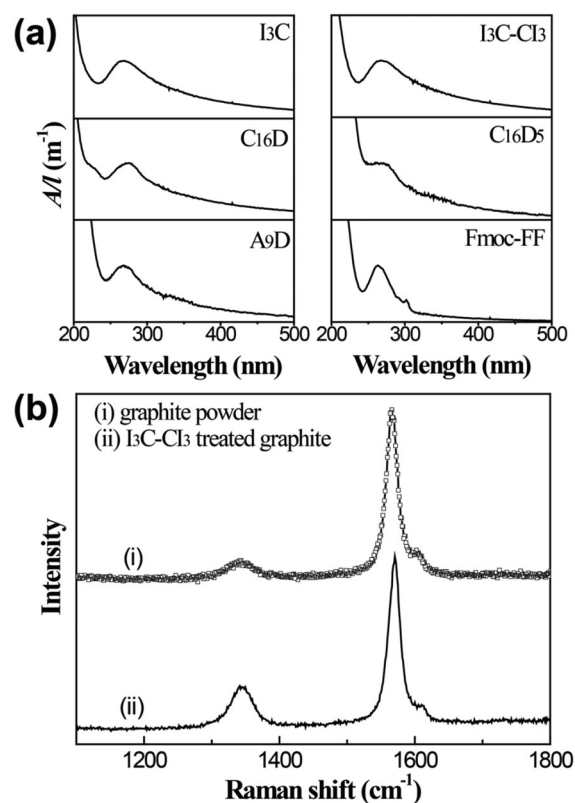 (a)
I3C
I3C-CI3
C16D
C16D5
A9D
Fmoc-FF
A/l (m-1)
200 300 400 500
200 300 400 500
Wavelength (nm)
Wavelength (nm)
(b)
(i) graphite powder
(ii) I3C-CI3 treated graphite
(i)
(ii)
Intensity
1200 1400 1600 1800
Raman shift (cm-1)